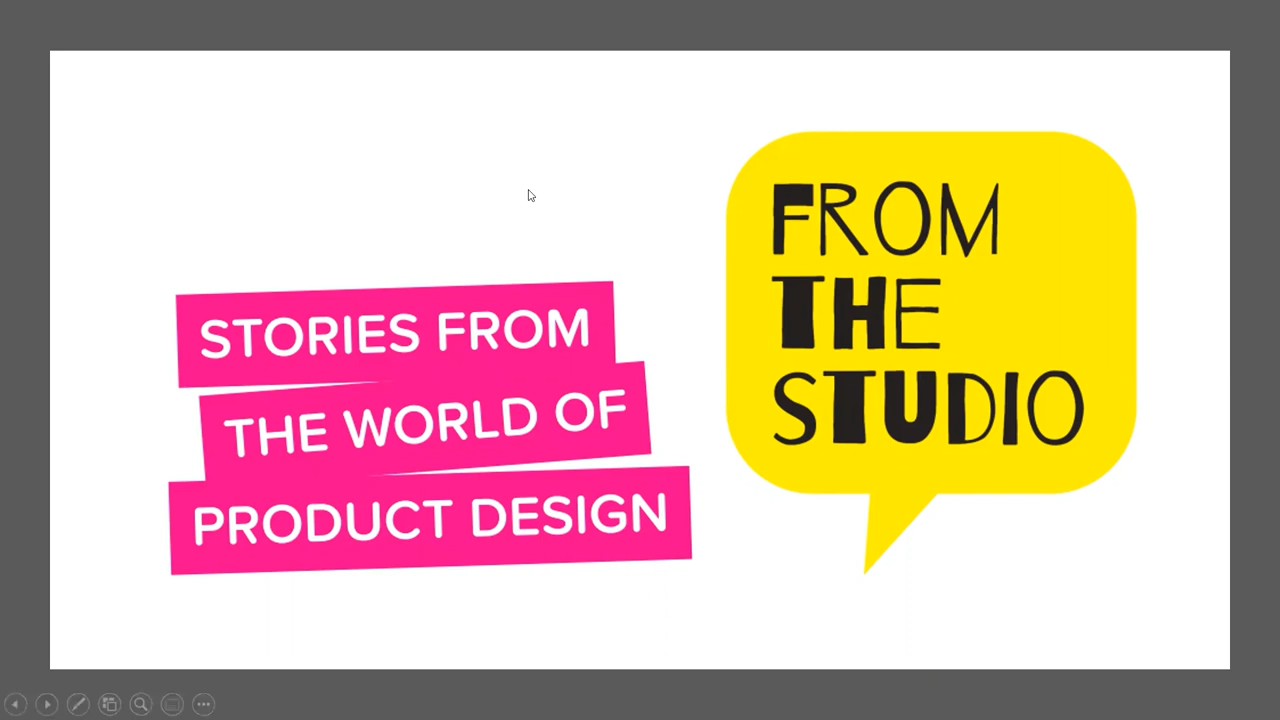 STORIES FROM
THE WORLD OF
PRODUCT DESIGN
FROM
THE
STUDIO